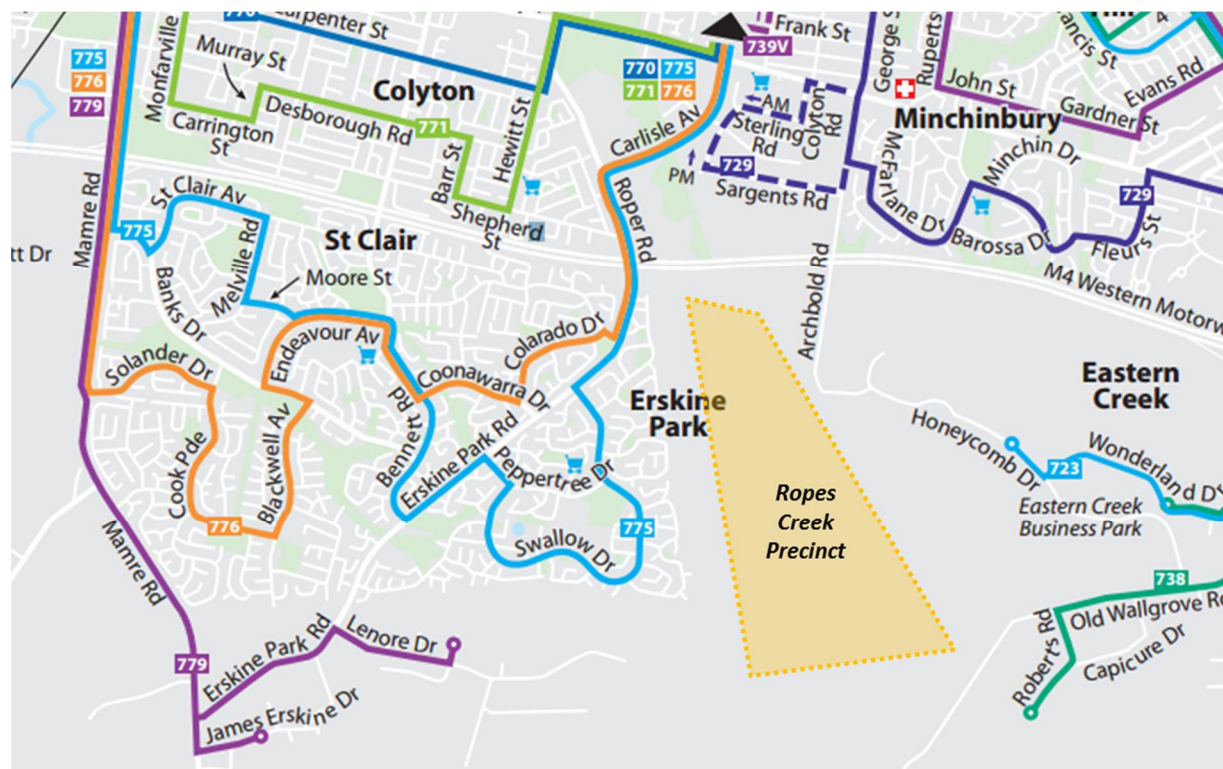 770
Carpenter St
Monfarville
Murray St
Colyton
739V
Frank St
George S
Ruperts
Francis St
4
775
776
779
770
775
771
776
John St
Evans Rd
Gardner St
Carrington
St
Desborough Rd
771
Barr St
Hewitt St
Carlisle Av
AM
Sterling
Rd
Colyton
Rd
729
PM
Sargents Rd
Minchinbury
McFarlane Dr
Minchin Dr
729
Barossa Dr
Fleurs St
M4 Western Motorw
Shepherd
St
Mamre Rd
St Clair Av
775
St Clair
Roper Rd
Archbold Rd
tt Dr
Melville Rd
Moore St
Banks Dr
Endeavour Av
Colarado Dr
Solander Dr
Coonawarra Dr
Bennett Rd
Erskine
Park
Eastern
Creek
Honeycomb Dr
Wonderland Dr
723
Eastern Creek
Business Park
Cook Pde
Blackwell Av
Erskine Park Rd
Peppertree Dr
776
775
Swallow Dr
Ropes
Creek
Precinct
Mamre Rd
738
Old Wallgrove Ro
Roberts Rd
Capicure Dr
779
Erskine Park Rd
Lenore Dr
James Erskine Dr